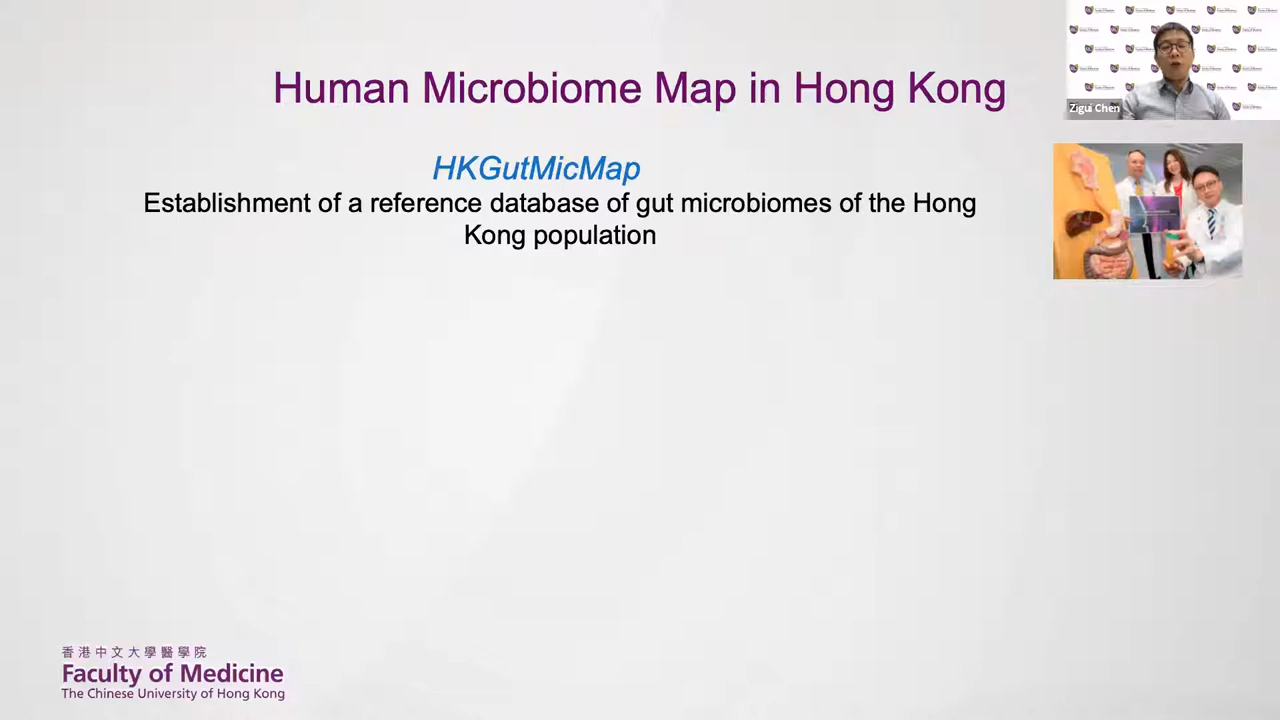 Human Microbiome Map in Hong Kong
Zigui Chen
HKGutMicMap
Establishment of a reference database of gut microbiomes of the Hong
Kong population
香港中文大學醫學院
Faculty of Medicine
The Chinese University of Hong Kong